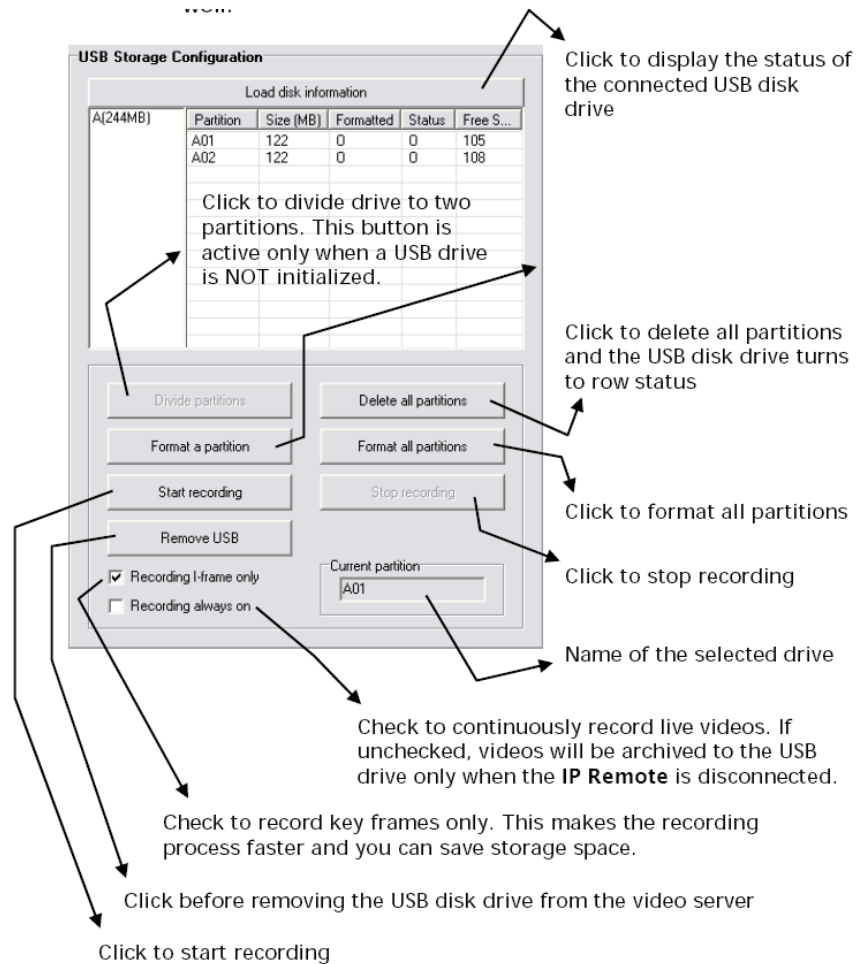 USB Storage Configuration
Load disk information
A(244MB)
Partition Size (MB) Formatted Status Free S...
A01 122 0 0 105
A02 122 0 0 108
Click to divide drive to two
partitions. This button is
active only when a USB drive
is NOT initialized.
Divide partitions
Delete all partitions
Format a partition
Format all partitions
Start recording
Stop recording
Remove USB
Recording I-frame only
Recording always on
Current partition
A01
Click to display the status of
the connected USB disk
drive
Click to delete all partitions
and the USB disk drive turns
to row status
Click to format all partitions
Click to stop recording
Name of the selected drive
Check to continuously record live videos. If
unchecked, videos will be archived to the USB
drive only when the IP Remote is disconnected.
Check to record key frames only. This makes the recording
process faster and you can save storage space.
Click before removing the USB disk drive from the video server
Click to start recording